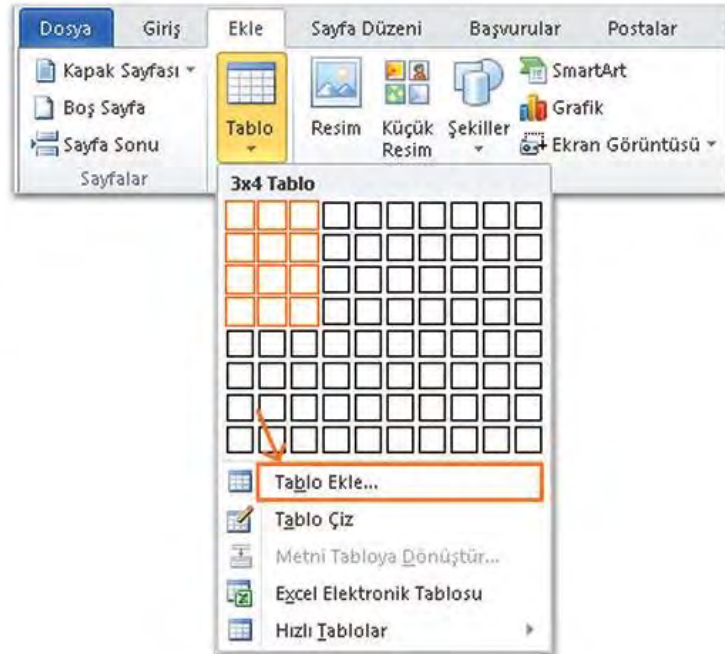 Dosya Giriş Ekle Sayfa Düzeni Başvurular Postalar
Kapak Sayfası
Boş Sayfa
Sayfa Sonu
Sayfalar
Tablo
Resim
Küçük
Resim
Şekiller
SmartArt
Grafik
Ekran Görüntüsü
3x4 Tablo
Tablo Ekle...
Tablo Çiz
Metni Tabloya Dönüştür...
Excel Elektronik Tablosu
Hızlı Tablolar